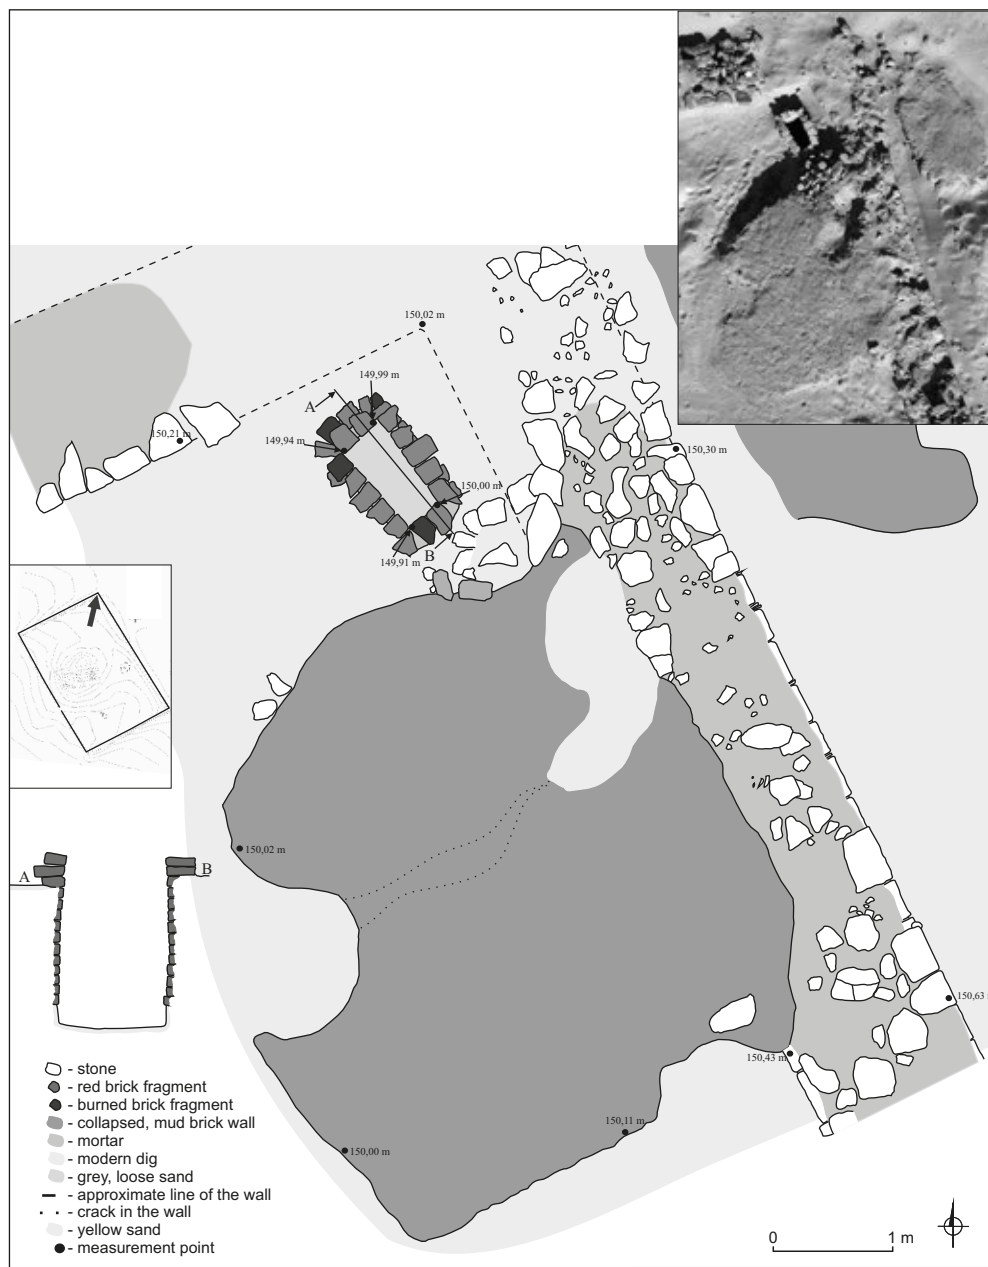 150,02 m
149,99 m
A
150,21 m
149,94 m
150,30 m
150,00 m
B
149,91 m
150,02 m
A
B
150,63
150,43 m
150,11 m
150,00 m
- stone
- red brick fragment
- burned brick fragment
- collapsed, mud brick wall
- mortar
- modern dig
- grey, loose sand
- approximate line of the wall
- crack in the wall
- yellow sand
- measurement point
0 1 m